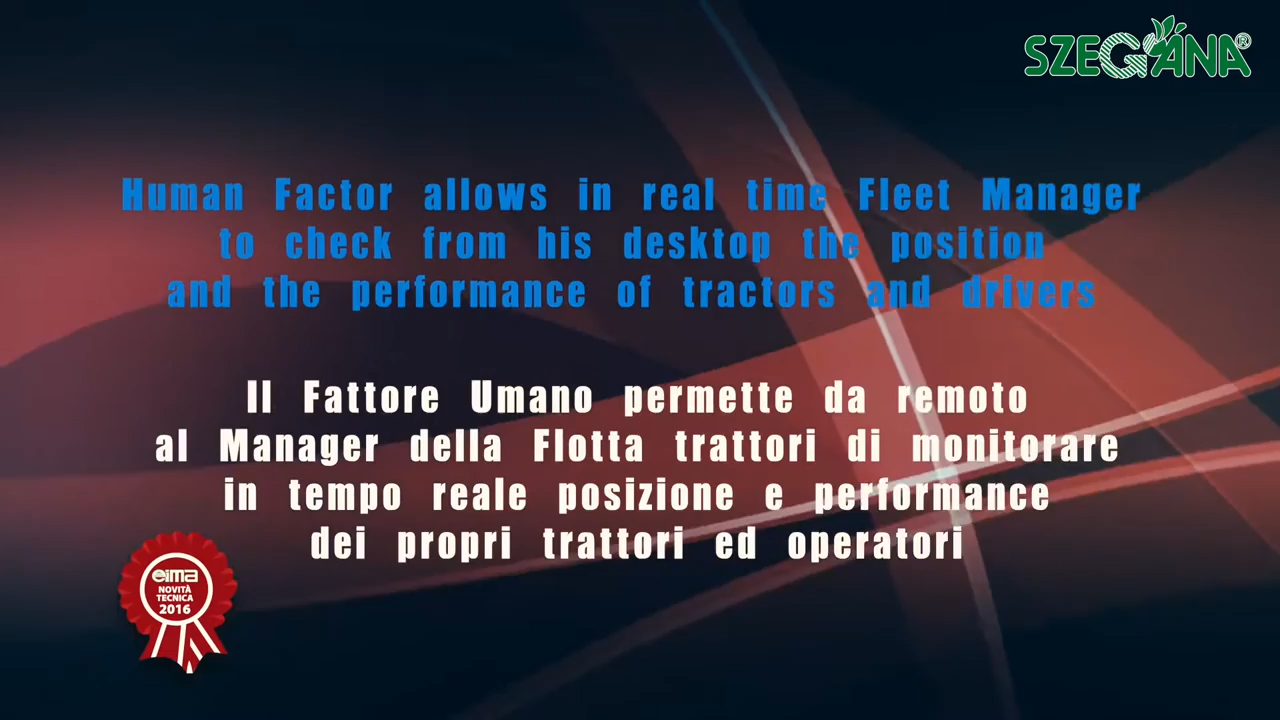 SZEGÁNA®
Human Factor allows in real time Fleet Manager
to check from his desktop the position
and the performance of tractors and drivers
Il Fattore Umano permette da remoto
al Manager della Flotta trattori di monitorare
in tempo reale posizione e performance
dei propri trattori ed operatori
eima
NOVITÀ
TECNICA
2016